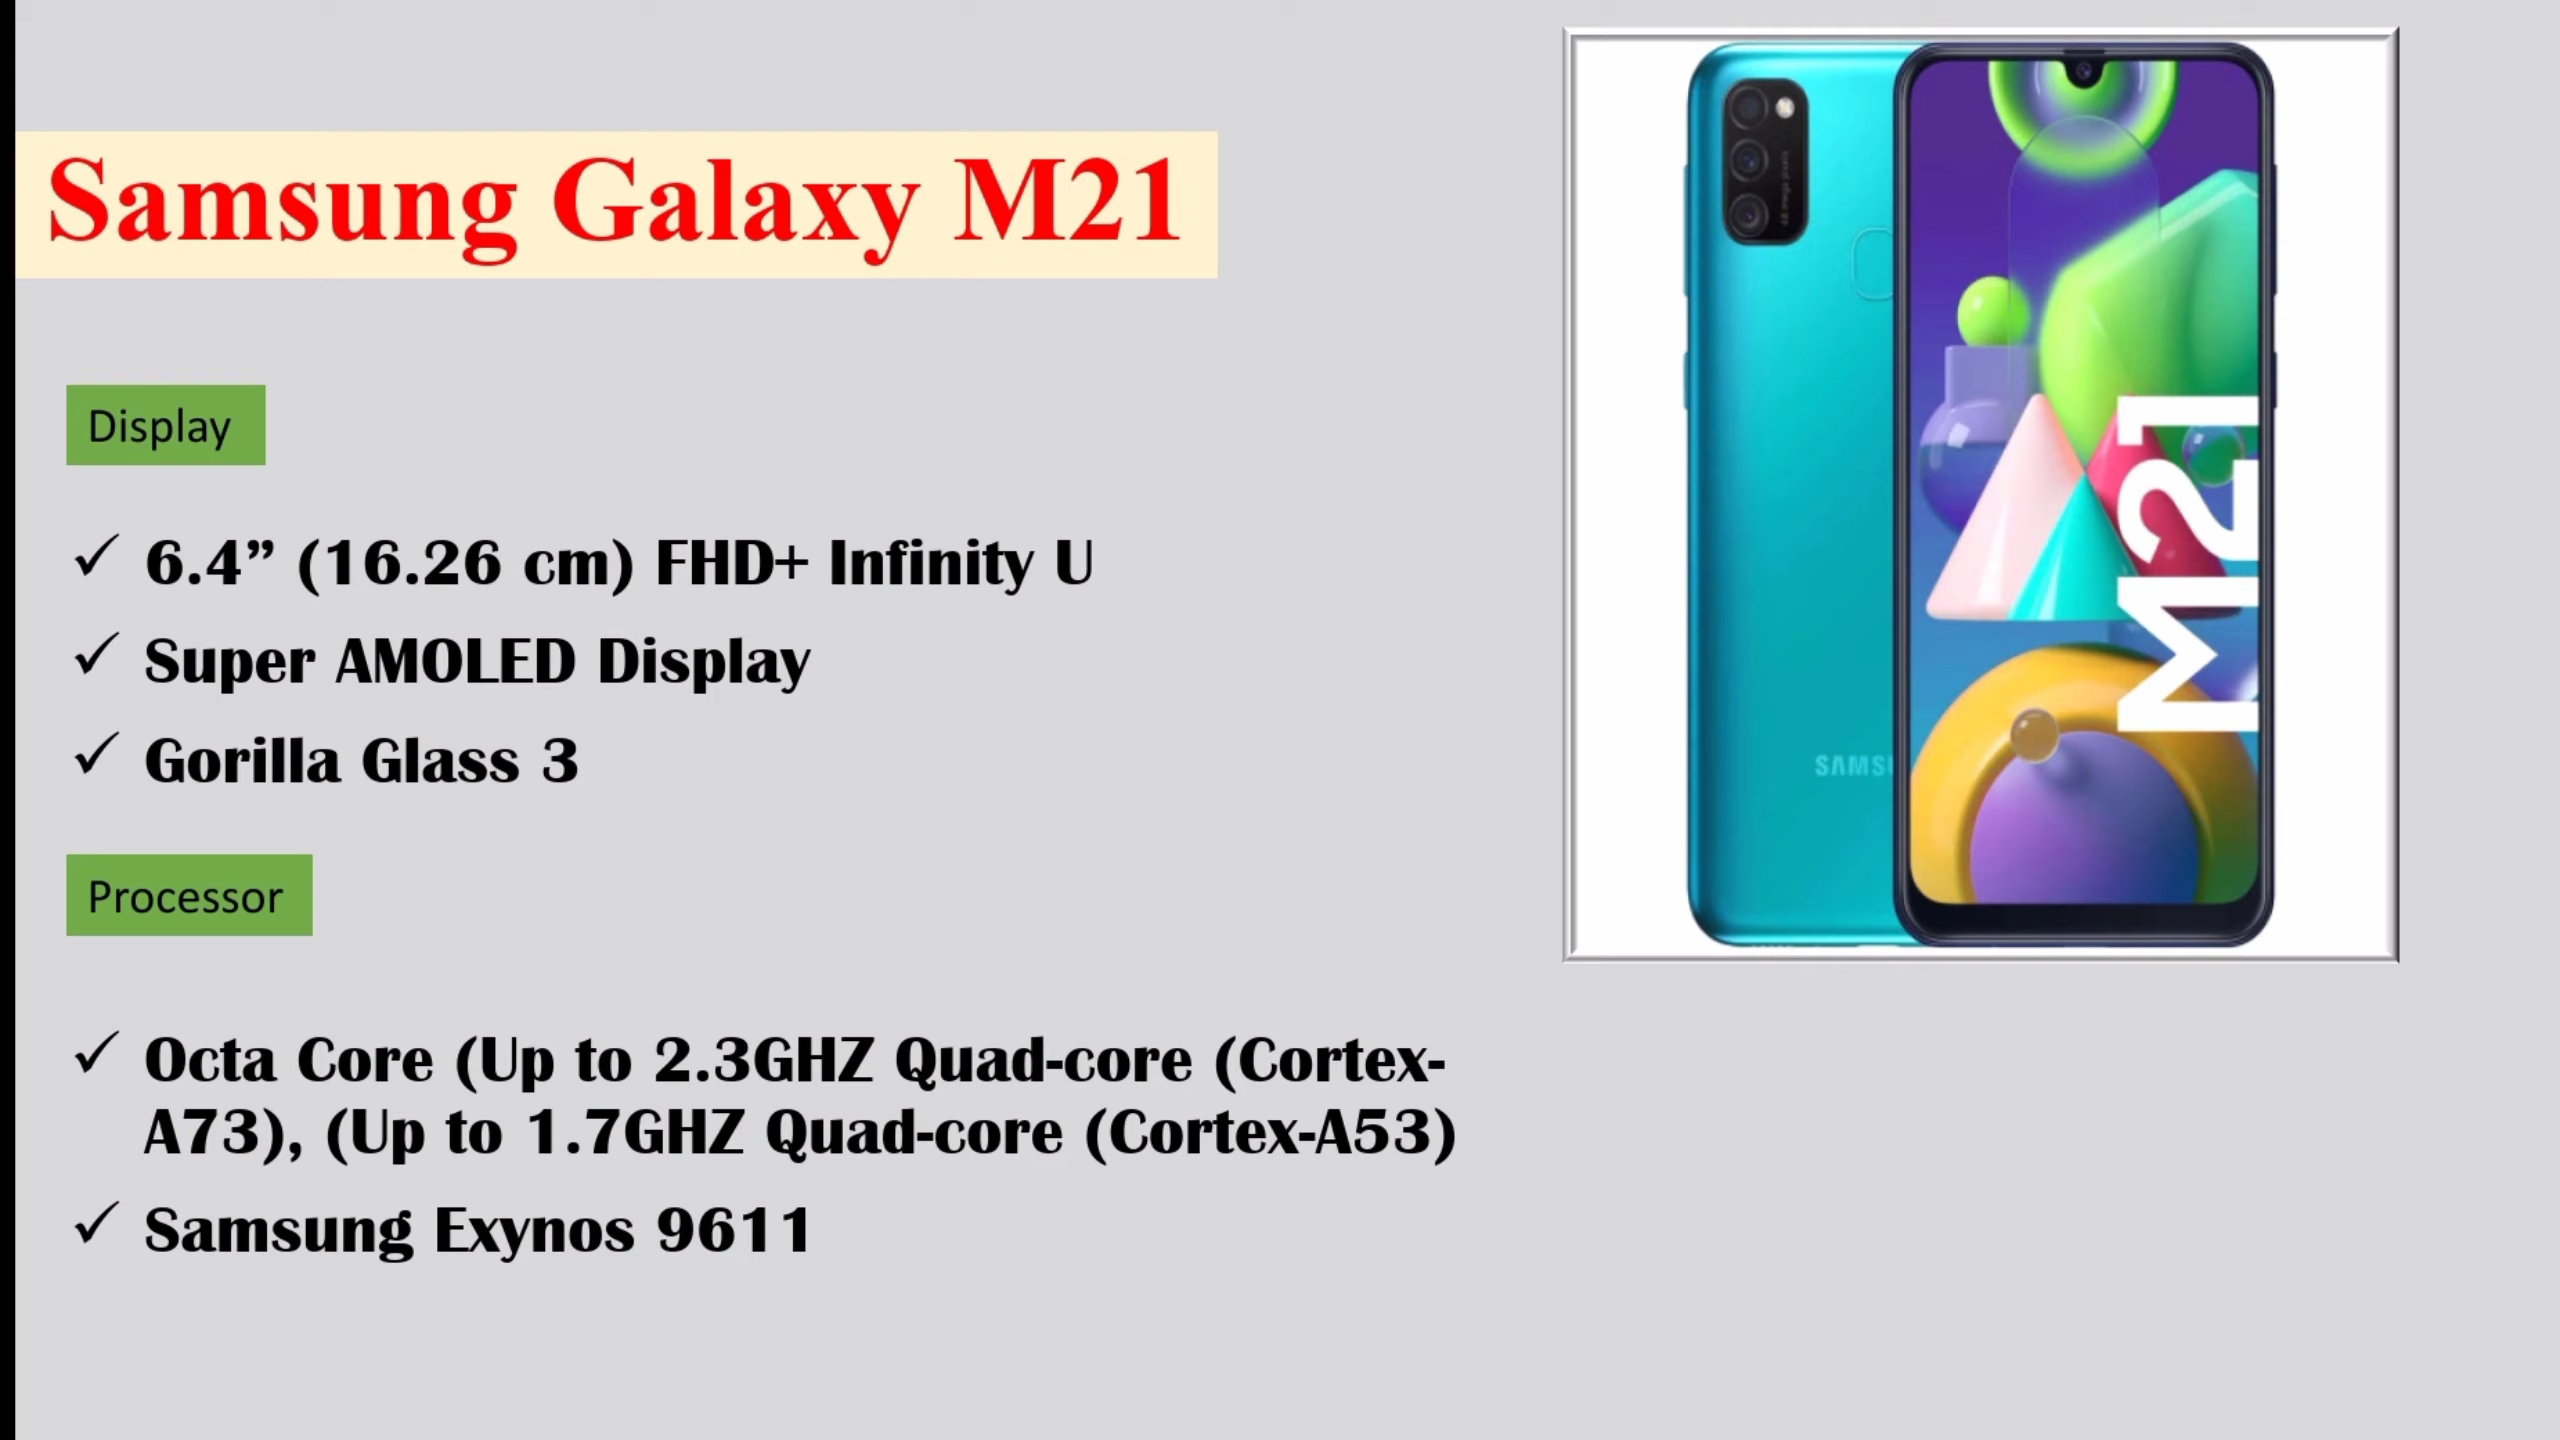 Samsung Galaxy M21
Display
6.4” (16.26 cm) FHD+ Infinity U
Super AMOLED Display
Gorilla Glass 3
Processor
Octa Core (Up to 2.3GHZ Quad-core (Cortex-
A73), (Up to 1.7GHZ Quad-core (Cortex-A53)
Samsung Exynos 9611
SAMSU
M21